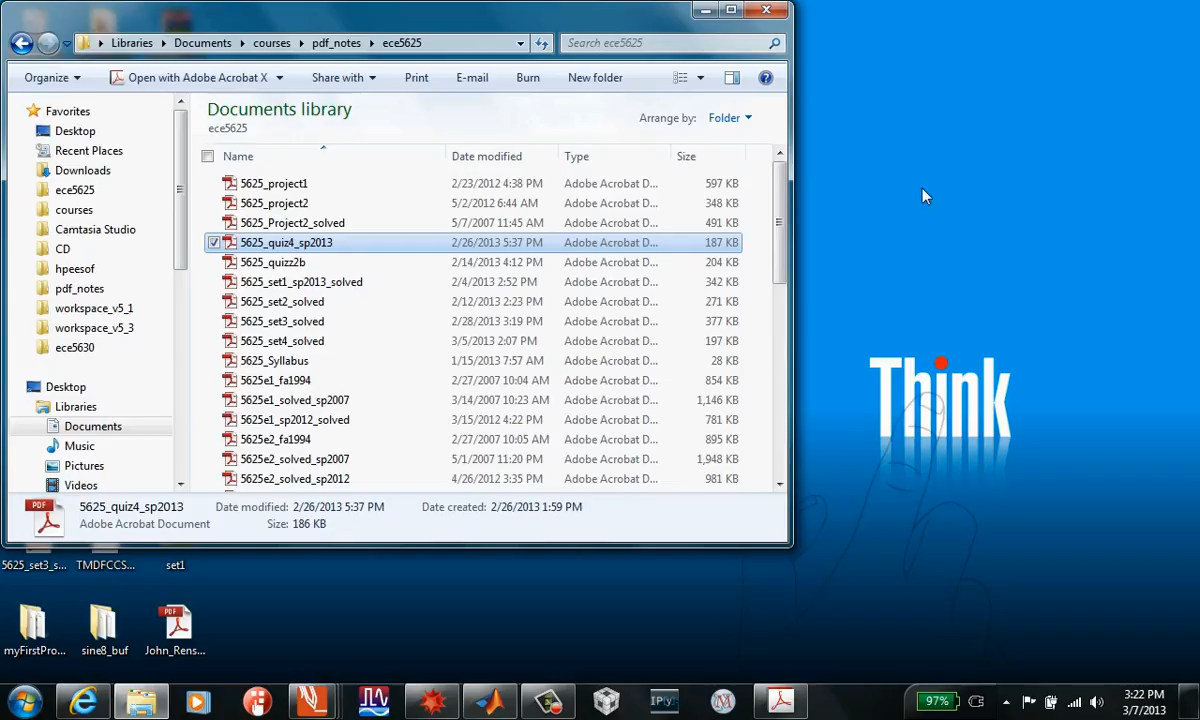 Libraries Documents courses pdf_notes ece5625 Search ece5625
Organize Open with Adobe Acrobat X Share with Print E-mail Burn New folder
Favorites
Desktop
Recent Places
Downloads
ece5625
courses
Camtasia Studio
CD
hpeesof
pdf_notes
workspace_v5_1
workspace_v5_3
ece5630
Desktop
Libraries
Documents
Music
Pictures
Videos
Documents library
ece5625
Arrange by: Folder
Name Date modified Type Size
5625_project1 2/23/2012 4:38 PM Adobe Acrobat D... 597 KB
5625_project2 5/2/2012 6:44 AM Adobe Acrobat D... 348 KB
5625_Project2_solved 5/7/2007 11:45 AM Adobe Acrobat D... 491 KB
5625_quiz4_sp2013 2/26/2013 5:37 PM Adobe Acrobat D... 187 KB
5625_quizz2b 2/14/2013 4:12 PM Adobe Acrobat D... 204 KB
5625_set1_sp2013_solved 2/4/2013 2:52 PM Adobe Acrobat D... 342 KB
5625_set2_solved 2/12/2013 2:23 PM Adobe Acrobat D... 271 KB
5625_set3_solved 2/28/2013 3:19 PM Adobe Acrobat D... 377 KB
5625_set4_solved 3/5/2013 2:07 PM Adobe Acrobat D... 197 KB
5625_Syllabus 1/15/2013 7:57 AM Adobe Acrobat D... 28 KB
5625e1_fa1994 2/27/2007 10:04 AM Adobe Acrobat D... 854 KB
5625e1_solved_sp2007 3/14/2007 10:23 AM Adobe Acrobat D... 1,146 KB
5625e1_sp2012_solved 3/15/2012 4:22 PM Adobe Acrobat D... 781 KB
5625e2_fa1994 2/27/2007 10:05 AM Adobe Acrobat D... 895 KB
5625e2_solved_sp2007 5/1/2007 11:20 PM Adobe Acrobat D... 1,948 KB
5625e2_solved_sp2012 4/26/2012 3:35 PM Adobe Acrobat D... 981 KB
PDF
5625_quiz4_sp2013 Date modified: 2/26/2013 5:37 PM Date created: 2/26/2013 1:59 PM
Adobe Acrobat Document Size: 186 KB
Think
5625_set3_s... TMDFCCS... set1
PDF
myFirstPro... sine8_buf John_Rens...
IP[y]:
97%
3:22 PM
3/7/2013